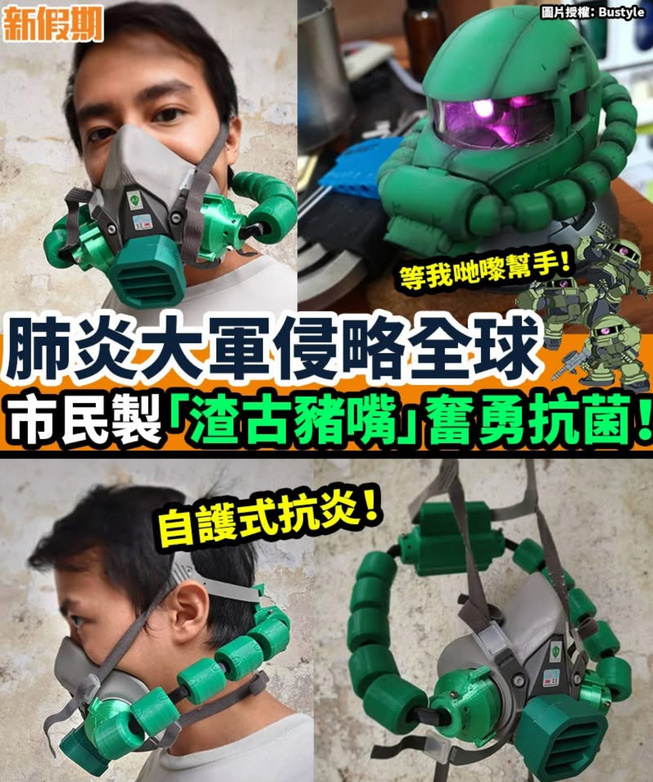 新假期
圖片授權：Bustyle
等我哋嚟幫手！
肺炎大軍侵略全球
市民製「渣古豬嘴」奮勇抗菌！
自護式抗炎！